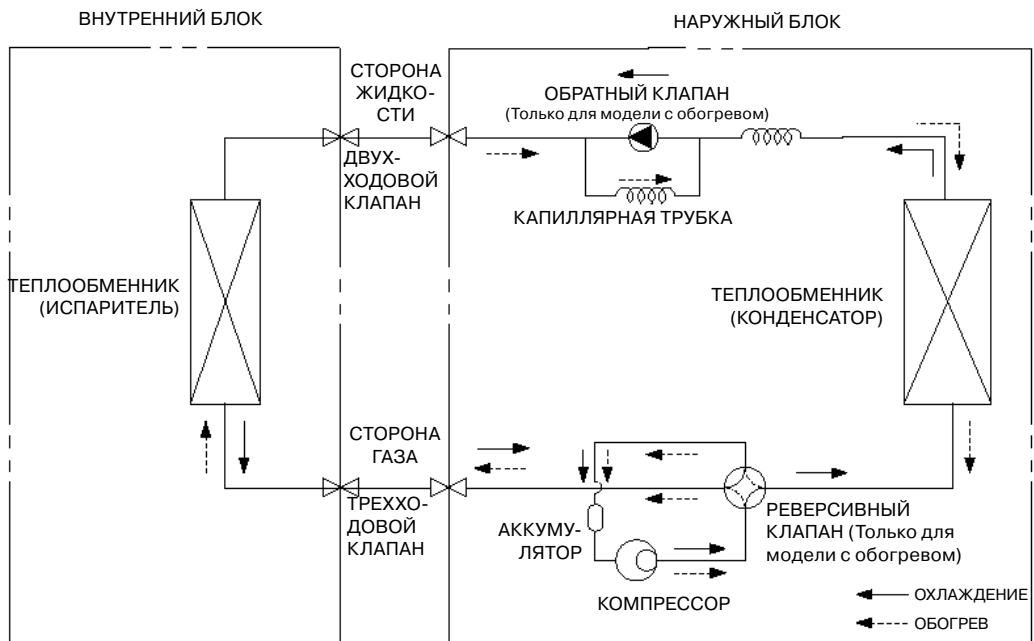 ВНУТРЕННИЙ БЛОК
НАРУЖНЫЙ БЛОК
СТОРОНА
ЖИДКО-
СТИ
ОБРАТНЫЙ КЛАПАН
(Только для модели с обогревом)
ДВУХ-
ХОДОВОЙ
КЛАПАН
КАПИЛЛЯРНАЯ ТРУБКА
ТЕПЛООБМЕННИК
(ИСПАРИТЕЛЬ)
ТЕПЛООБМЕННИК
(КОНДЕНСАТОР)
СТОРОНА
ГАЗА
ТРЕХХО-
ДОВОЙ
КЛАПАН
АККУМУ-
ЛЯТОР
РЕВЕРСИВНЫЙ
КЛАПАН (Только для
модели с обогревом)
КОМПРЕССОР
ОХЛАЖДЕНИЕ
ОБОГРЕВ